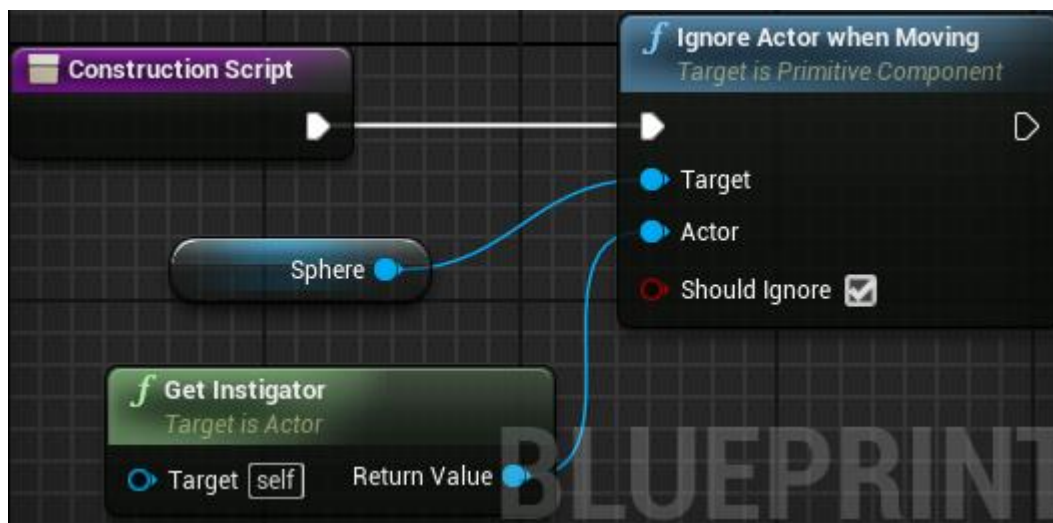 Construction Script
f Ignore Actor when Moving
Target is Primitive Component
Target
Actor
Should Ignore
Sphere
f Get Instigator
Target is Actor
Target self Return Value
BLUEPRINT